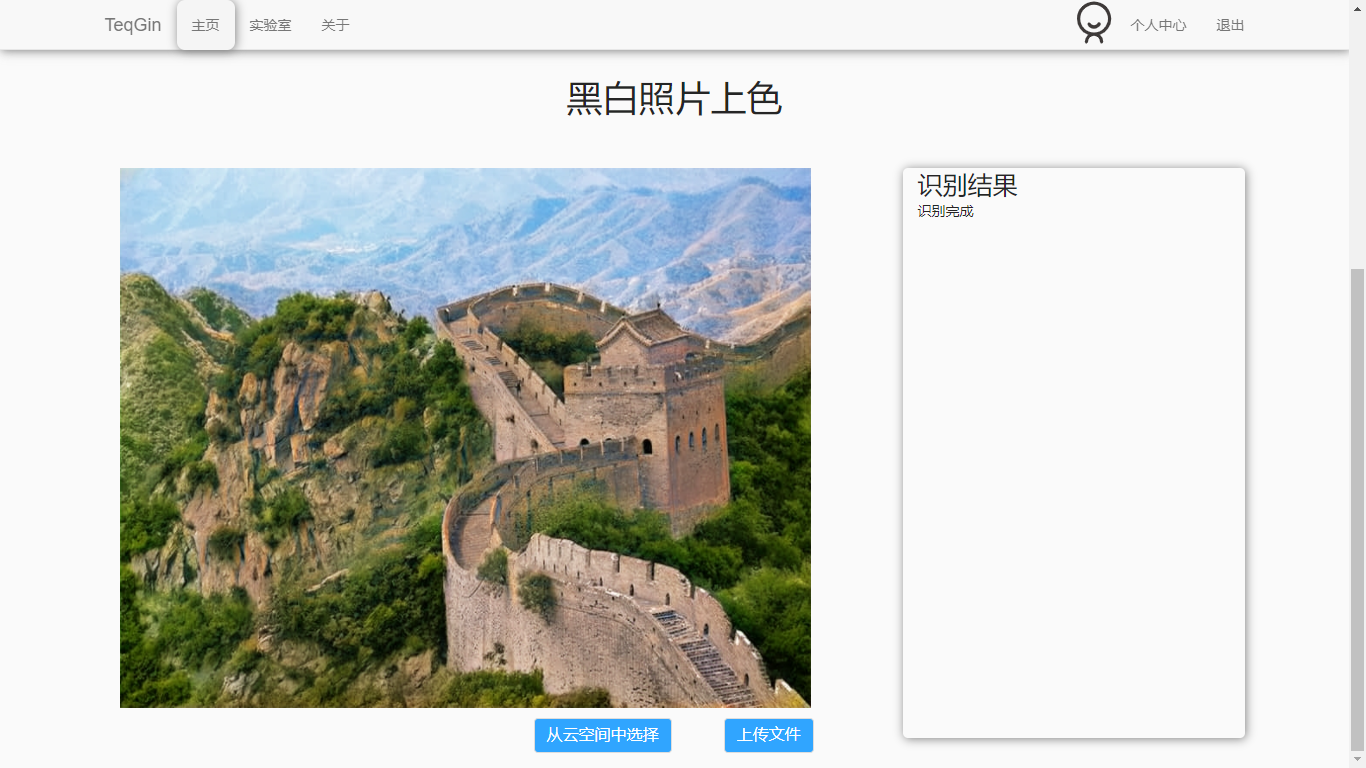 TeqGin 主页 实验室 关于 个人中心 退出
黑白照片上色
识别结果
识别完成
从云空间中选择 上传文件